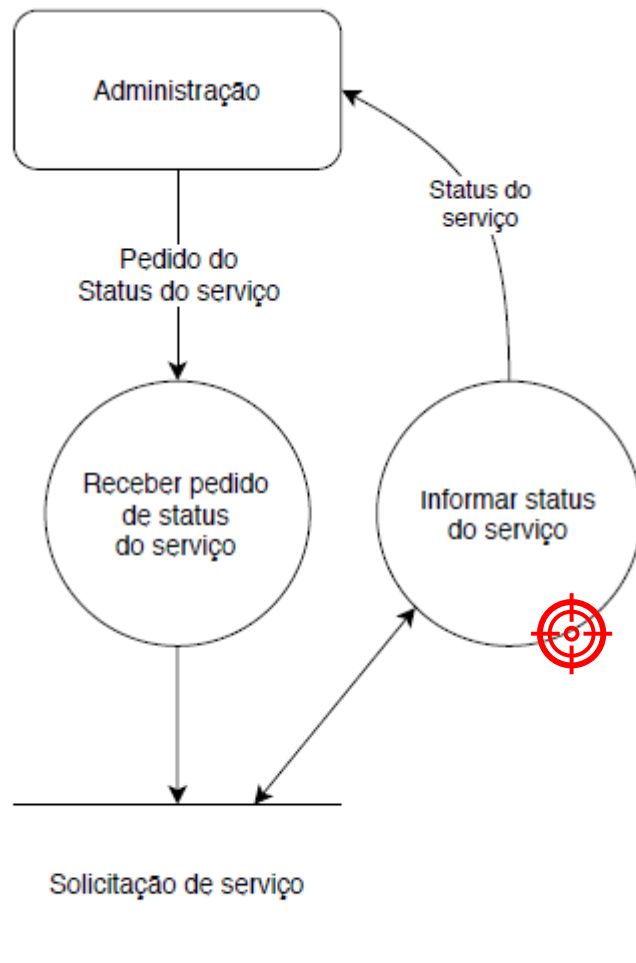 Administração
Status do
serviço
Pedido do
Status do serviço
Receber pedido
de status
do serviço
Informar status
do serviço
Solicitação de serviço